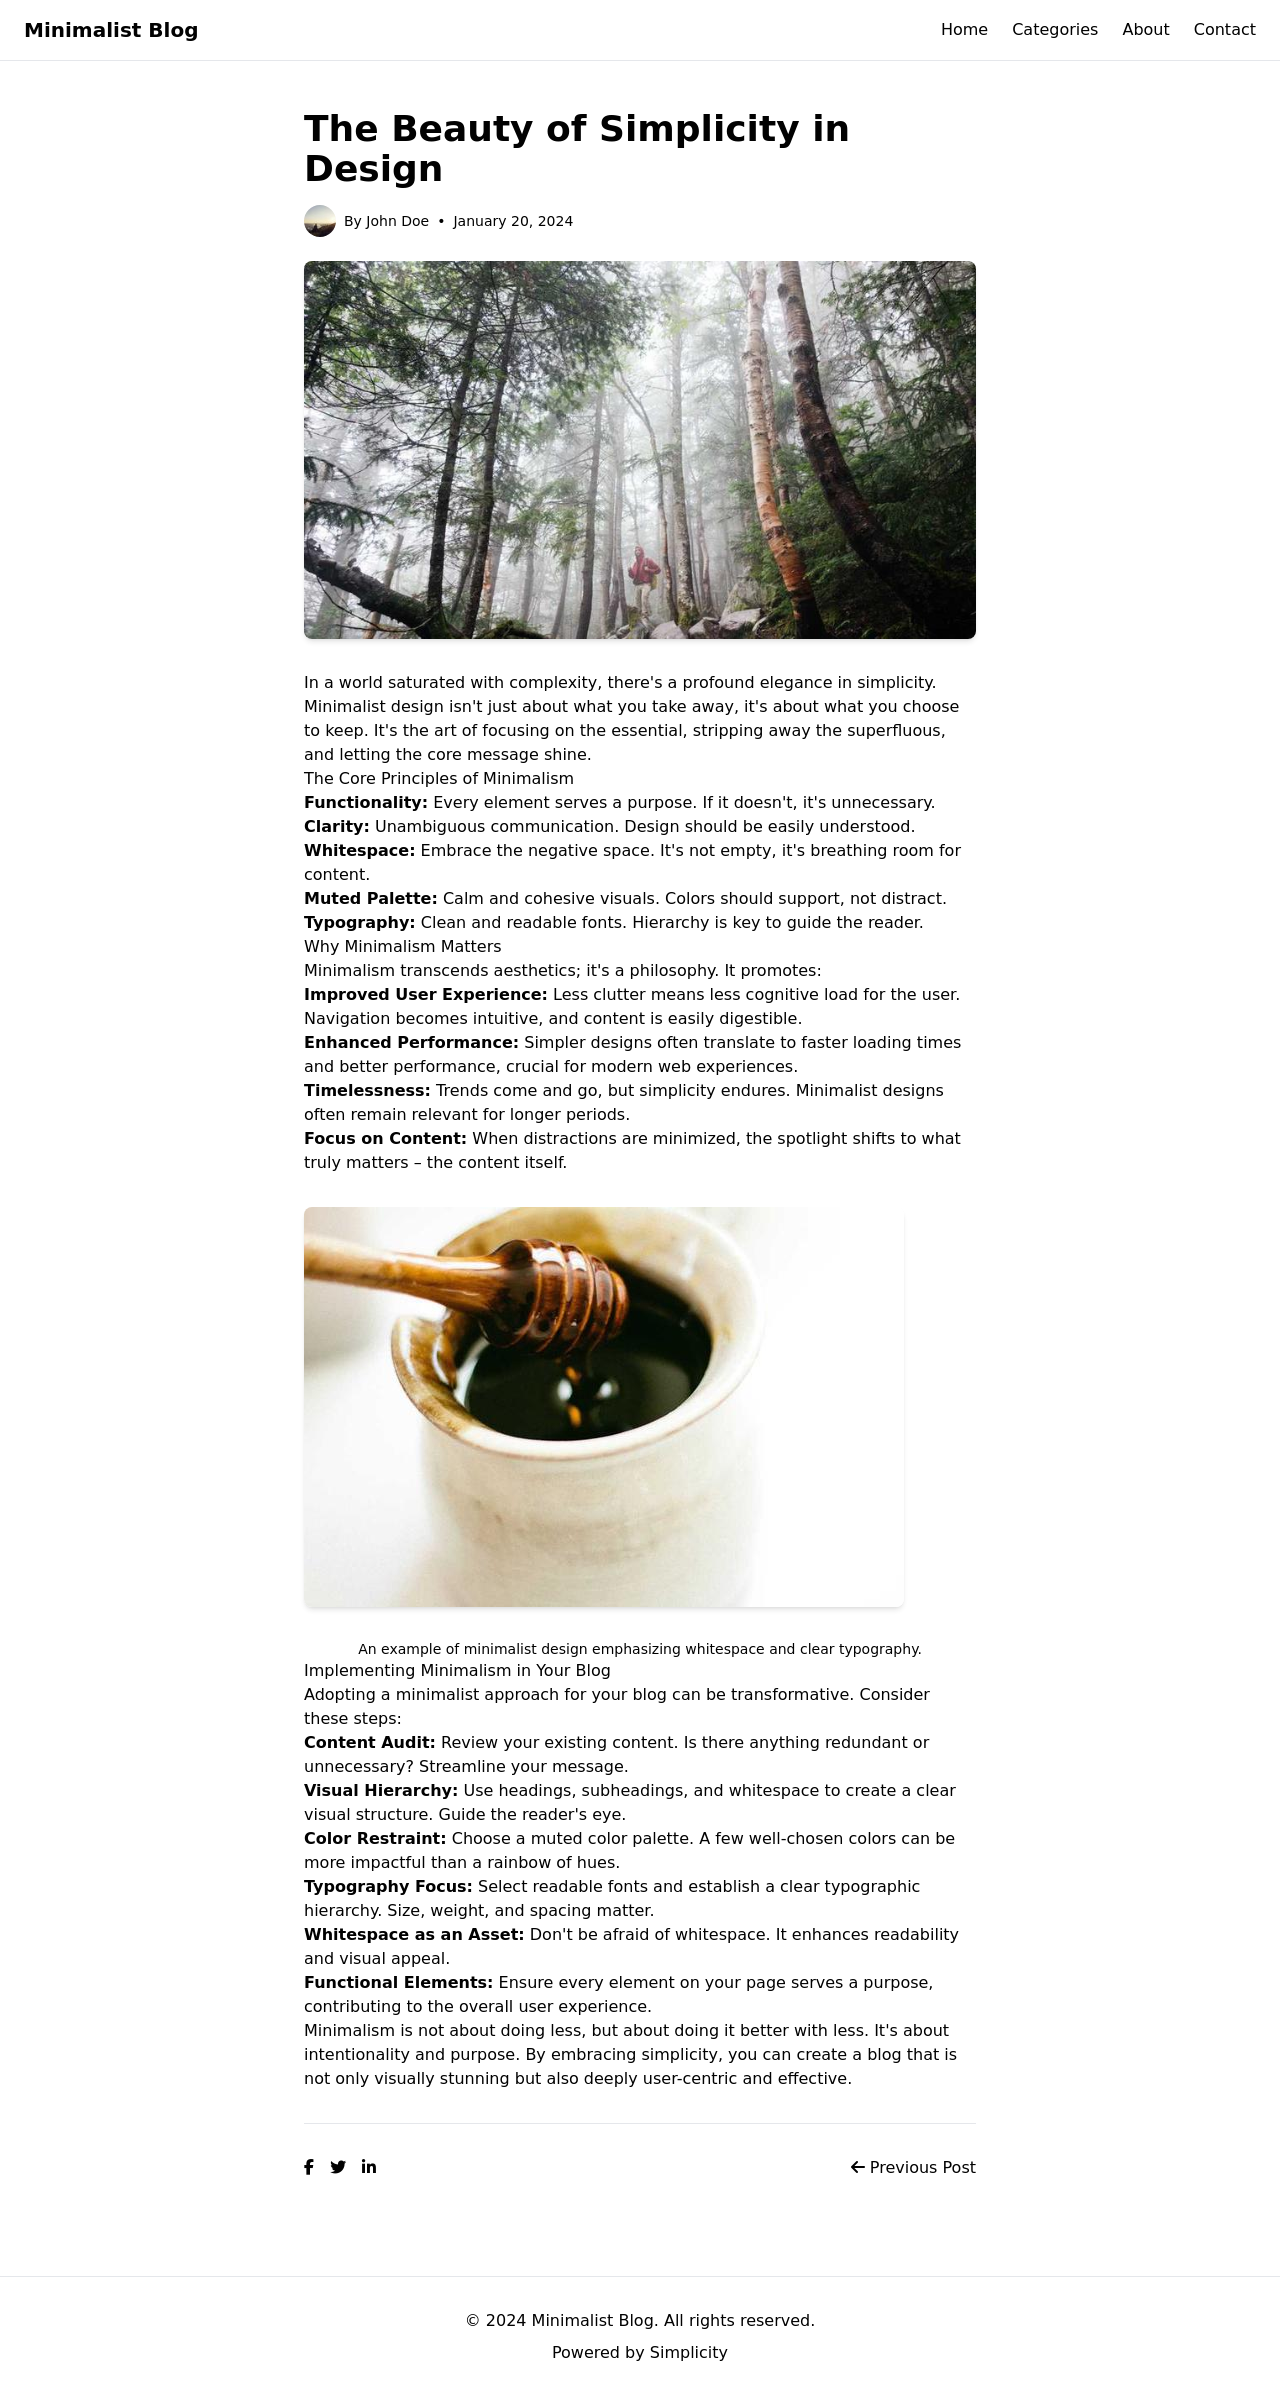 Minimalist Blog
Home Categories About Contact
The Beauty of Simplicity in
Design
By John Doe • January 20, 2024
In a world saturated with complexity, there's a profound elegance in simplicity.
Minimalist design isn't just about what you take away, it's about what you choose
to keep. It's the art of focusing on the essential, stripping away the superfluous,
and letting the core message shine.
The Core Principles of Minimalism
Functionality: Every element serves a purpose. If it doesn't, it's unnecessary.
Clarity: Unambiguous communication. Design should be easily understood.
Whitespace: Embrace the negative space. It's not empty, it's breathing room for
content.
Muted Palette: Calm and cohesive visuals. Colors should support, not distract.
Typography: Clean and readable fonts. Hierarchy is key to guide the reader.
Why Minimalism Matters
Minimalism transcends aesthetics; it's a philosophy. It promotes:
Improved User Experience: Less clutter means less cognitive load for the user.
Navigation becomes intuitive, and content is easily digestible.
Enhanced Performance: Simpler designs often translate to faster loading times
and better performance, crucial for modern web experiences.
Timelessness: Trends come and go, but simplicity endures. Minimalist designs
often remain relevant for longer periods.
Focus on Content: When distractions are minimized, the spotlight shifts to what
truly matters – the content itself.
An example of minimalist design emphasizing whitespace and clear typography.
Implementing Minimalism in Your Blog
Adopting a minimalist approach for your blog can be transformative. Consider
these steps:
Content Audit: Review your existing content. Is there anything redundant or
unnecessary? Streamline your message.
Visual Hierarchy: Use headings, subheadings, and whitespace to create a clear
visual structure. Guide the reader's eye.
Color Restraint: Choose a muted color palette. A few well-chosen colors can be
more impactful than a rainbow of hues.
Typography Focus: Select readable fonts and establish a clear typographic
hierarchy. Size, weight, and spacing matter.
Whitespace as an Asset: Don't be afraid of whitespace. It enhances readability
and visual appeal.
Functional Elements: Ensure every element on your page serves a purpose,
contributing to the overall user experience.
Minimalism is not about doing less, but about doing it better with less. It's about
intentionality and purpose. By embracing simplicity, you can create a blog that is
not only visually stunning but also deeply user-centric and effective.
Previous Post
© 2024 Minimalist Blog. All rights reserved.
Powered by Simplicity